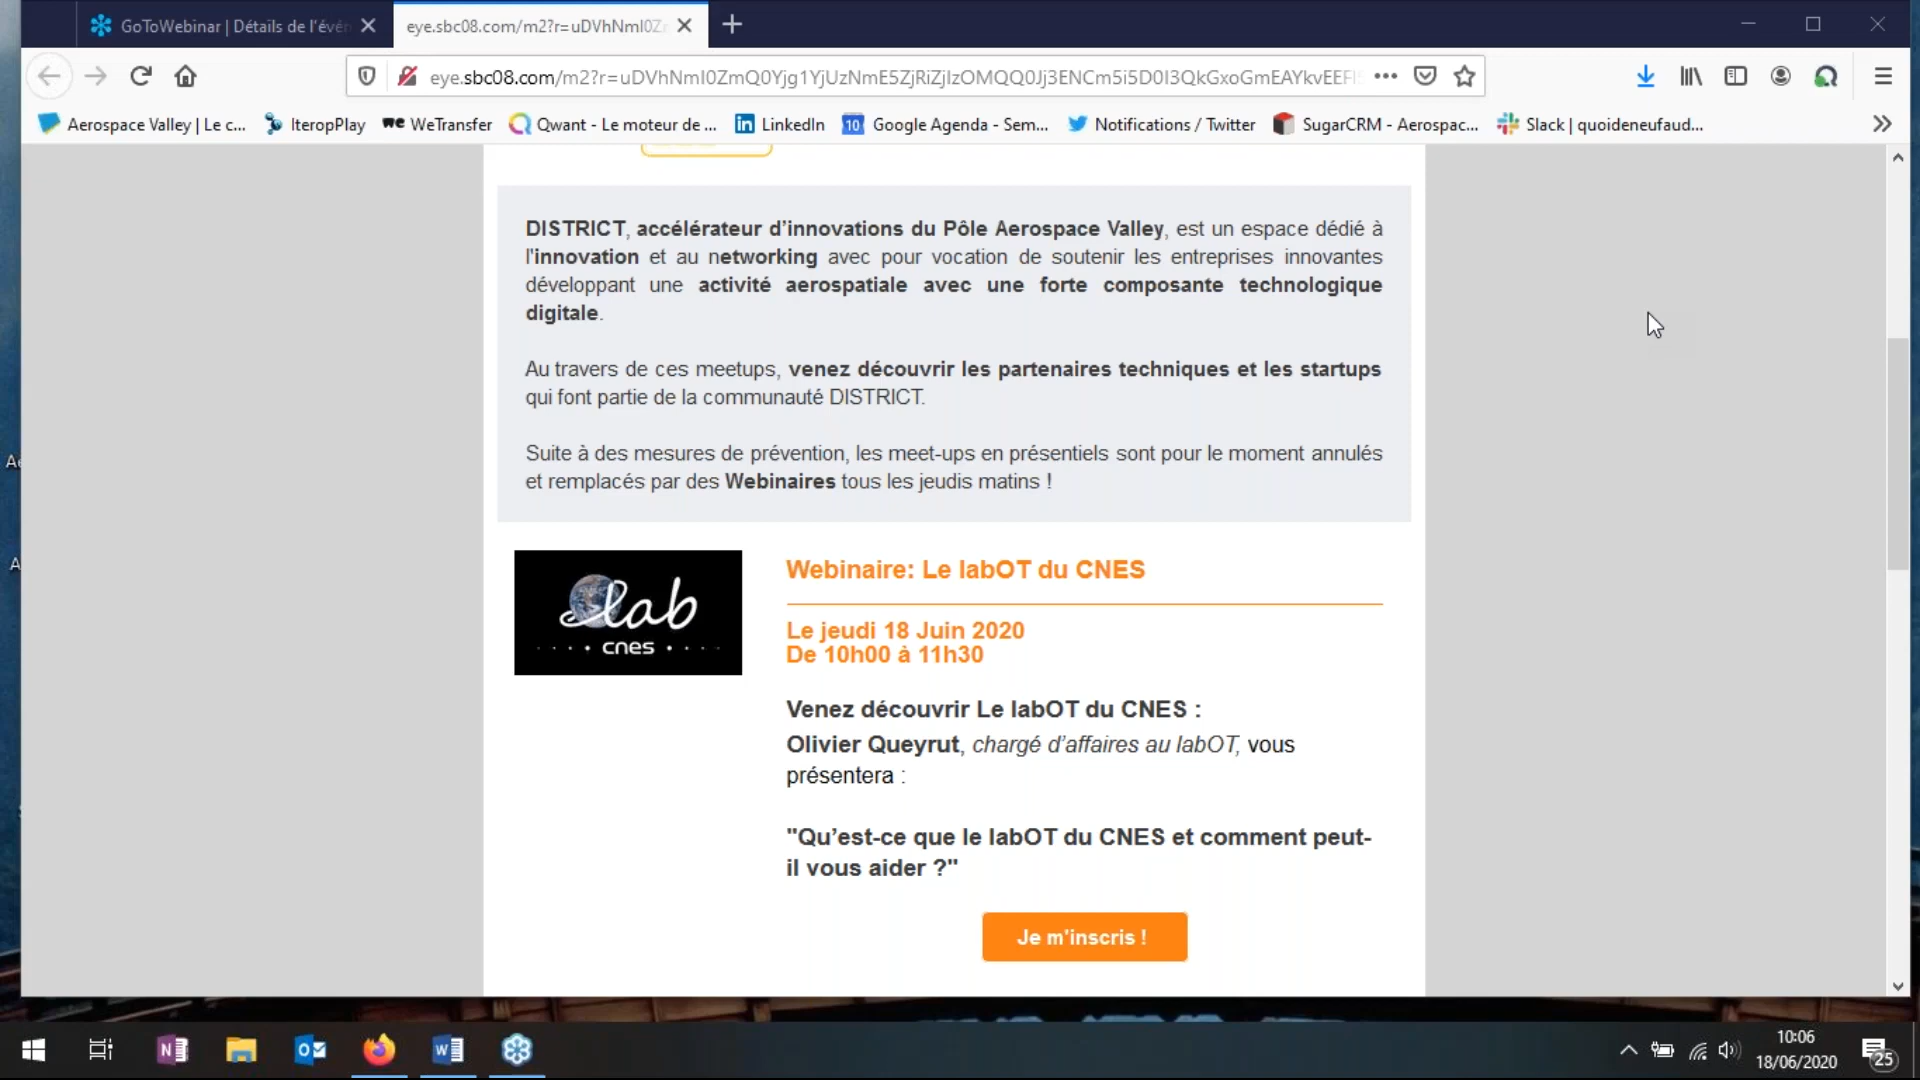 GoToWebinar | Détails de l'évén
eye.sbc08.com/m2?r=uDVhNmI0Z
eye.sbc08.com/m2?r=
Aerospace Valley | Le c...
IteropPlay
we WeTransfer
Qwant - Le moteur de ...
in LinkedIn
10 Google Agenda - Sem...
Notifications / Twitter
SugarCRM - Aerospac...
Slack | quoideneufaud...
DISTRICT, accélérateur d'innovations du Pôle Aerospace Valley, est un espace dédié à
l'innovation et au networking avec pour vocation de soutenir les entreprises innovantes
développant une activité aerospatiale avec une forte composante technologique
digitale.
Au travers de ces meetups, venez découvrir les partenaires techniques et les startups
qui font partie de la communauté DISTRICT.
Suite à des mesures de prévention, les meet-ups en présentiels sont pour le moment annulés
et remplacés par des Webinaires tous les jeudis matins !
lab
cnes
Webinaire: Le labOT du CNES
Le jeudi 18 Juin 2020
De 10h00 à 11h30
Venez découvrir Le labOT du CNES :
Olivier Queyrut, chargé d'affaires au labOT, vous
présentera :
"Qu'est-ce que le labOT du CNES et comment peut-
il vous aider ?"
Je m'inscris !
10:06
18/06/2020
25